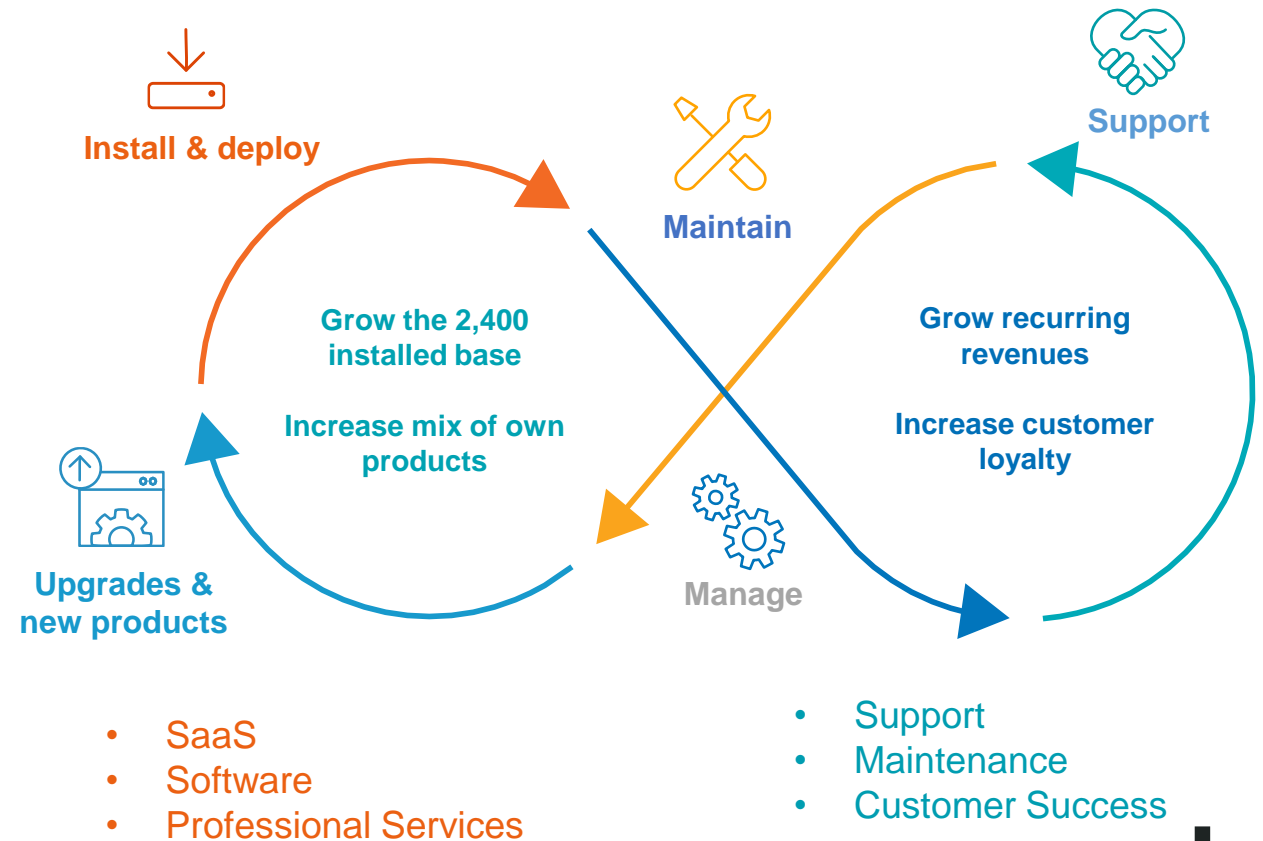 Install & deploy
Support
Maintain
Grow the 2,400
installed base
Increase mix of own
products
Grow recurring
revenues
Increase customer
loyalty
Upgrades &
new products
Manage
• SaaS
• Software
• Professional Services
• Support
• Maintenance
• Customer Success